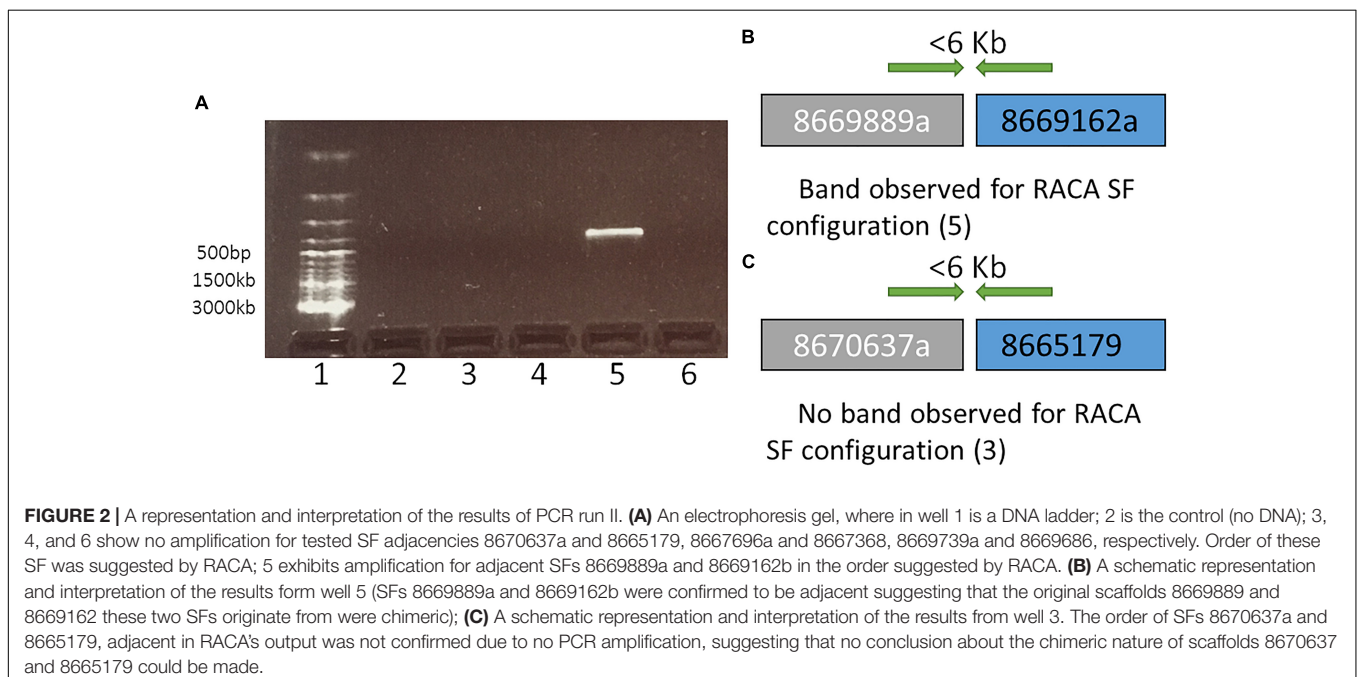 A
500bp
1500kb
3000kb
1 2 3 4 5 6
B
<6 Kb
8669889a 8669162a
Band observed for RACA SF
configuration (5)
C
<6 Kb
8670637a 8665179
No band observed for RACA
SF configuration (3)
FIGURE 2 | A representation and interpretation of the results of PCR run II. (A) An electrophoresis gel, where in well 1 is a DNA ladder; 2 is the control (no DNA); 3,
4, and 6 show no amplification for tested SF adjacencies 8670637a and 8665179, 8667696a and 8667368, 8669739a and 8669686, respectively. Order of these
SF was suggested by RACA; 5 exhibits amplification for adjacent SFs 8669889a and 8669162b in the order suggested by RACA. (B) A schematic representation
and interpretation of the results form well 5 (SFs 8669889a and 8669162b were confirmed to be adjacent suggesting that the original scaffolds 8669889 and
8669162 these two SFs originate from were chimeric); (C) A schematic representation and interpretation of the results from well 3. The order of SFs 8670637a and
8665179, adjacent in RACA's output was not confirmed due to no PCR amplification, suggesting that no conclusion about the chimeric nature of scaffolds 8670637
and 8665179 could be made.